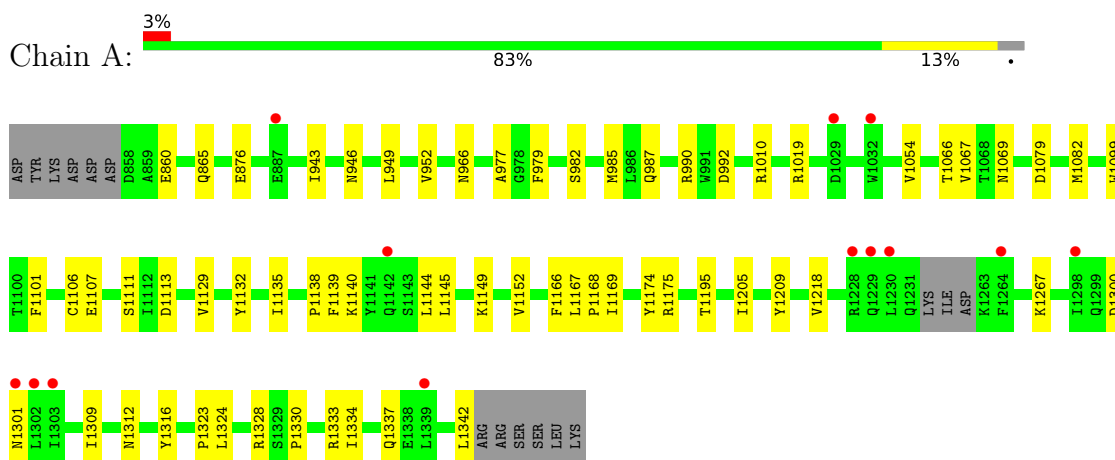 3%
Chain A:
83% 13% •
ASP TYR LYS ASP ASP ASP D858 A859 E860 Q865 E876 E887 I943 N946 L949 V952 N966 A977 G978 F979 S982 M985 L986 Q987 R990 W991 D992 R1010 R1019 D1029 W1032 V1054 T1066 V1067 T1068 N1069 D1079 M1082 W1099
T1100 F1101 C1106 E1107 S1111 I1112 D1113 V1129 Y1132 I1135 P1138 F1139 K1140 Y1141 Q1142 S1143 L1144 L1145 K1149 V1152 F1166 L1167 P1168 I1169 Y1174 R1175 T1195 I1205 Y1209 V1218 R1228 Q1229 L1230 Q1231 LYS ILE ASP K1263 F1264 K1267 I1298 Q1299 D1300
N1301 L1302 I1303 I1309 N1312 Y1316 P1323 L1324 R1328 S1329 P1330 R1333 I1334 Q1337 E1338 L1339 L1342 ARG ARG SER SER LEU LYS